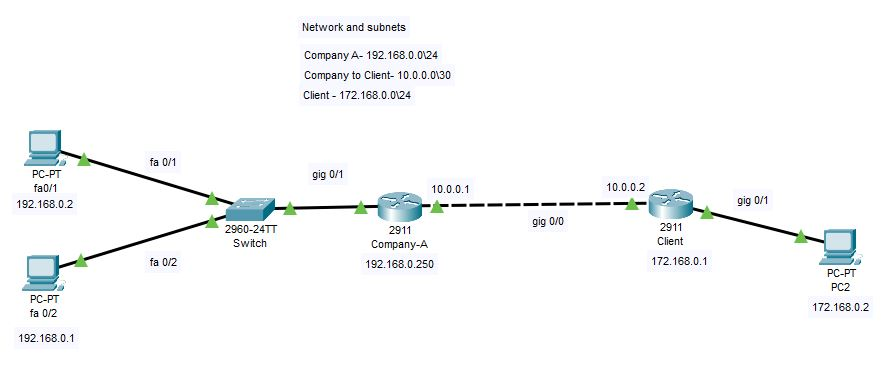 Network and subnets
Company A- 192.168.0.0\24
Company to Client- 10.0.0.0\30
Client - 172.168.0.0\24
PC-PT
fa0/1
192.168.0.2
fa 0/1
gig 0/1
10.0.0.1
10.0.0.2
gig 0/1
2960-24TT
Switch
2911
Company-A
192.168.0.250
gig 0/0
2911
Client
172.168.0.1
PC-PT
PC2
172.168.0.2
fa 0/2
PC-PT
fa 0/2
192.168.0.1